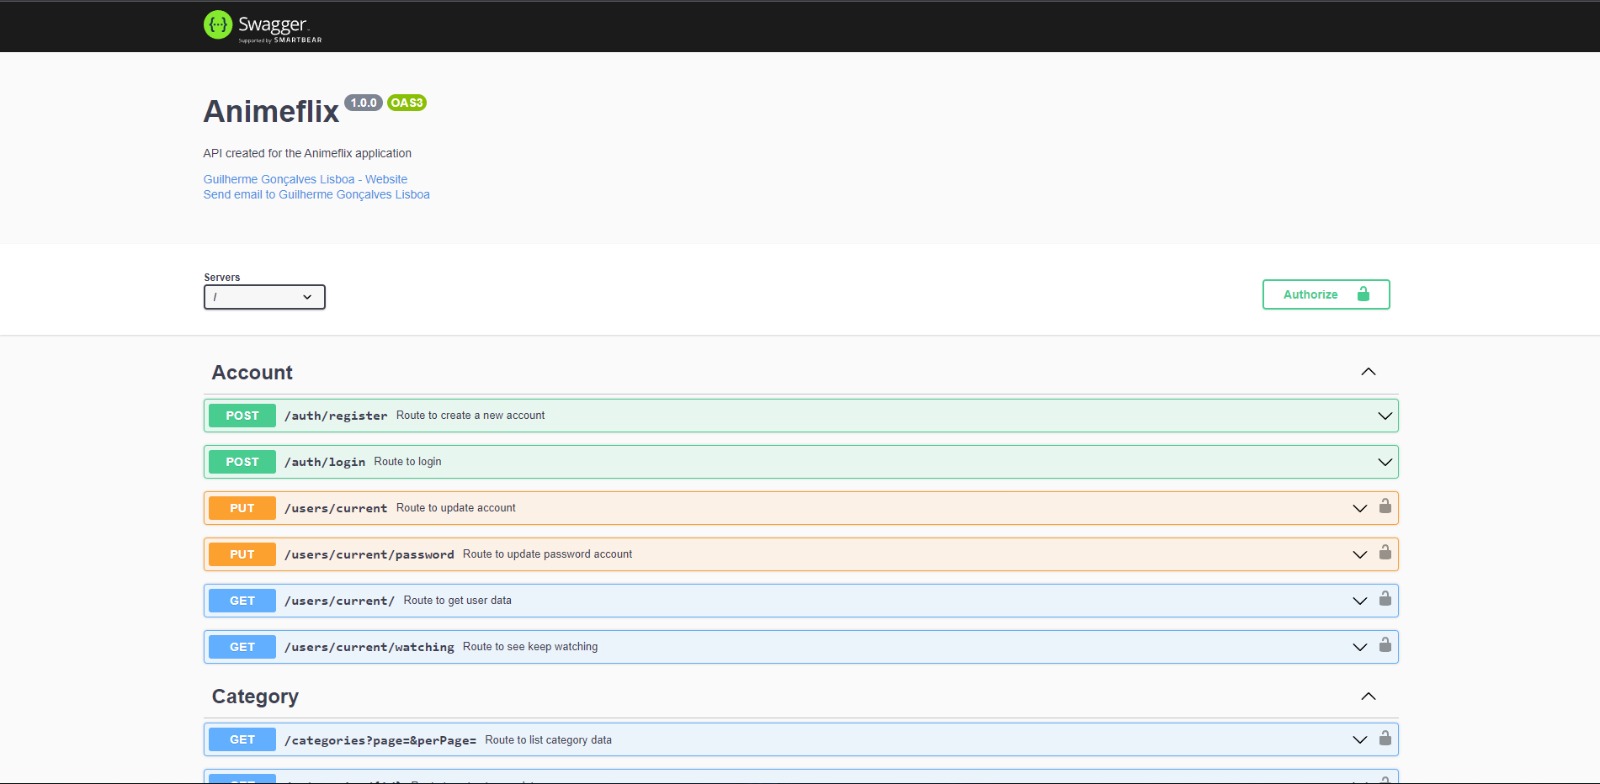 Swagger
Supported by SMARTBEAR
Animeflix 1.0.0 OAS3
API created for the Animeflix application
Guilherme Gonçalves Lisboa - Website
Send email to Guilherme Gonçalves Lisboa
Servers
/
Authorize
Account
POST /auth/register Route to create a new account
POST /auth/login Route to login
PUT /users/current Route to update account
PUT /users/current/password Route to update password account
GET /users/current/ Route to get user data
GET /users/current/watching Route to see keep watching
Category
GET /categories?page=&perPage= Route to list category data
GET